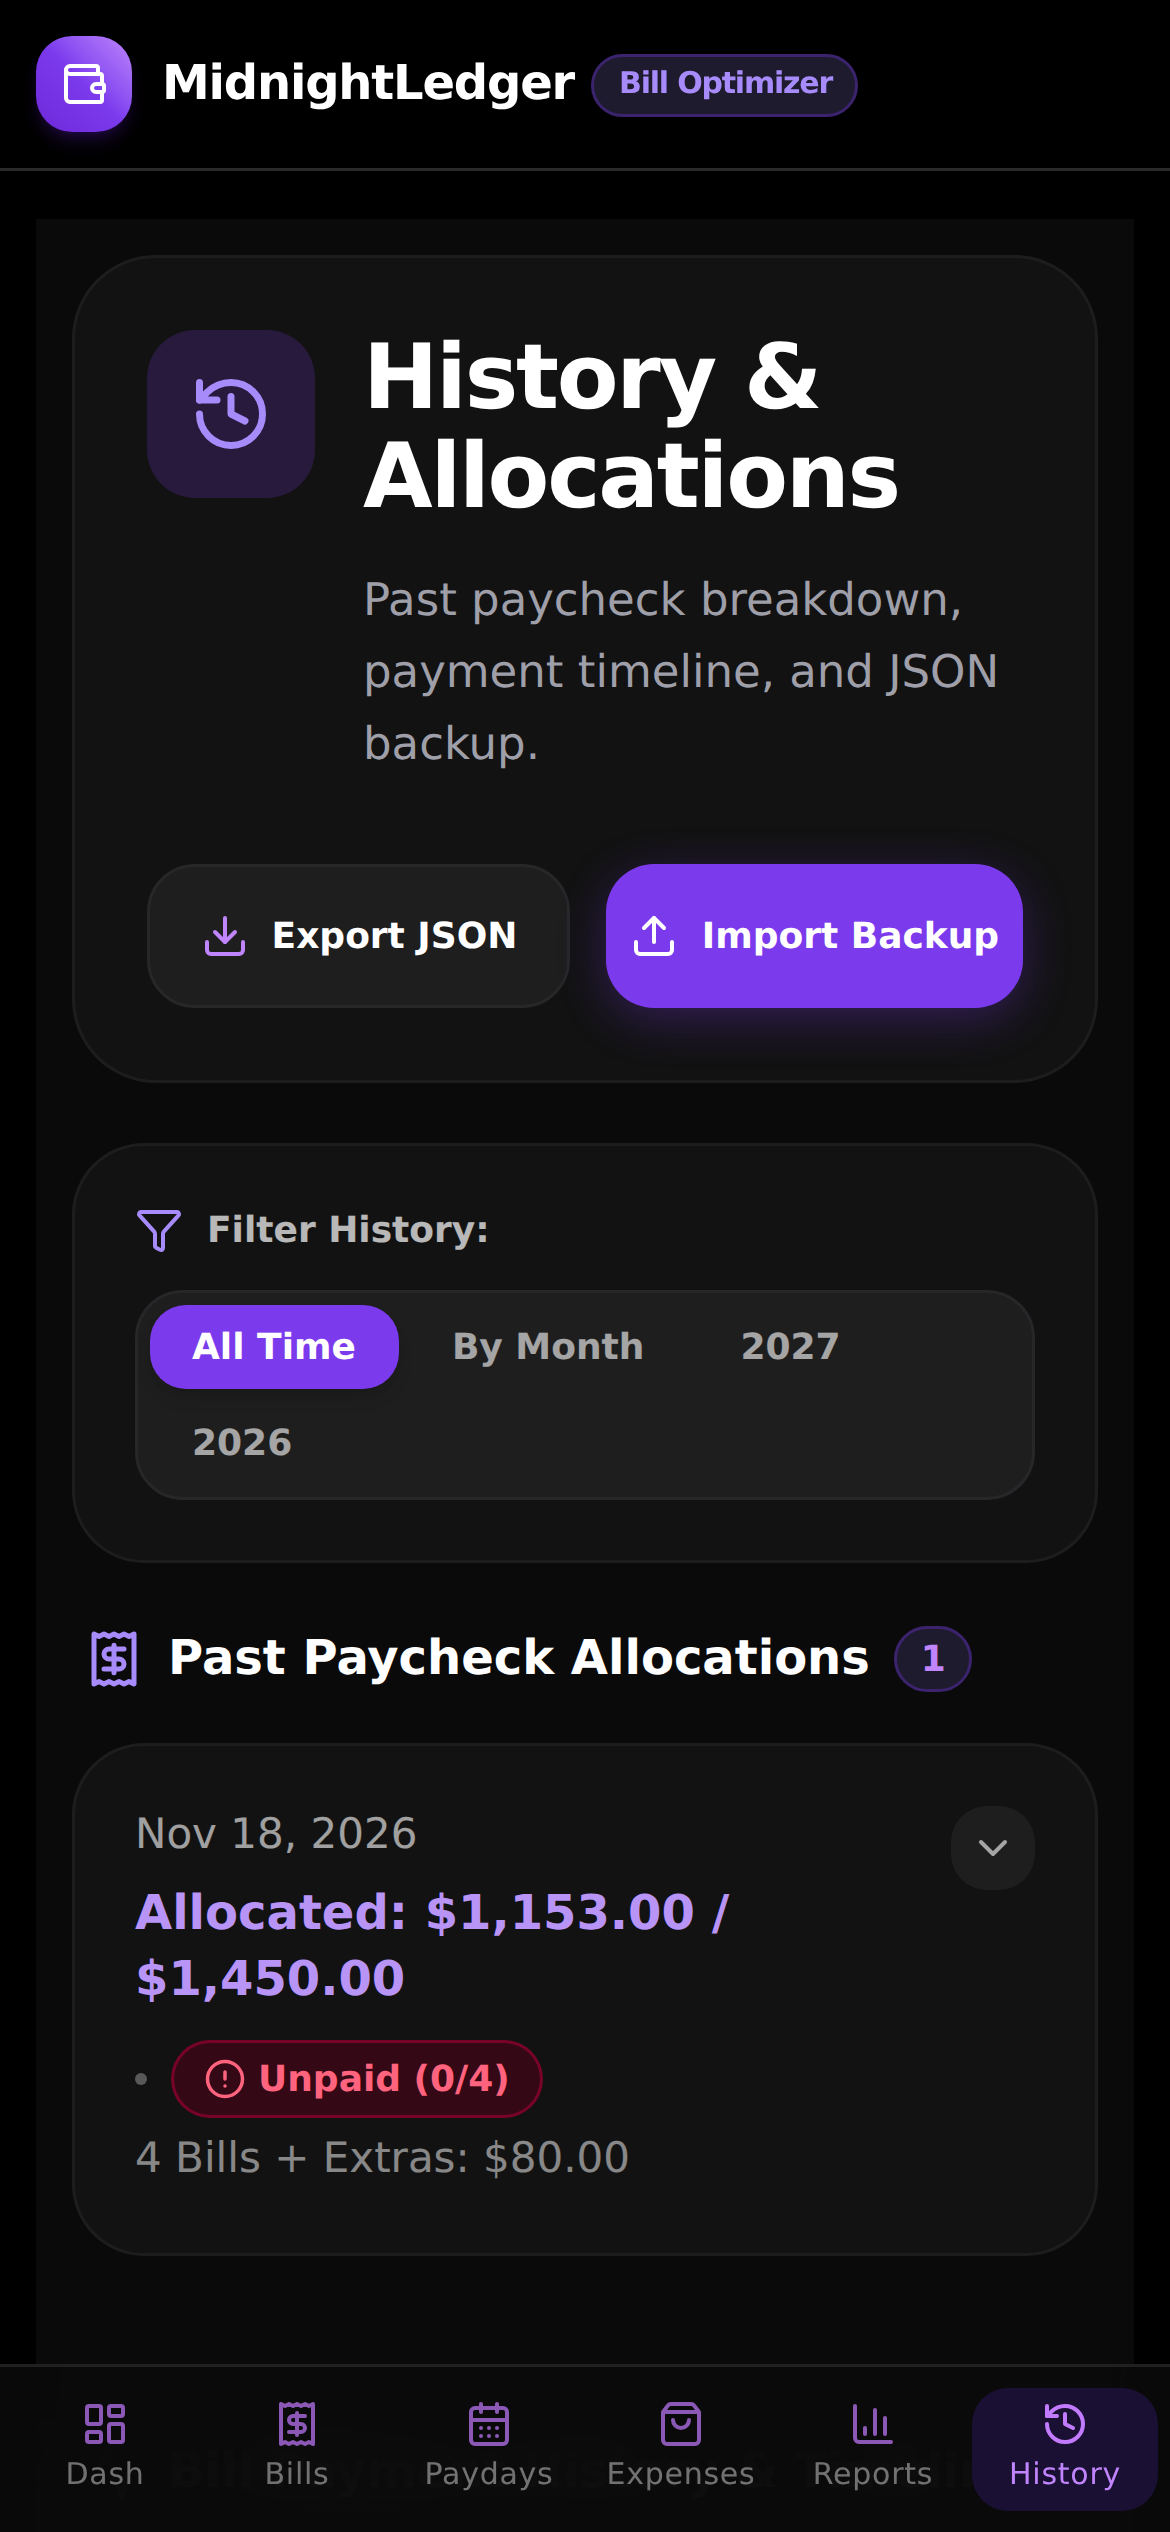 MidnightLedger Bill Optimizer
History &
Allocations
Past paycheck breakdown,
payment timeline, and JSON
backup.
Export JSON Import Backup
Filter History:
All Time By Month 2027
2026
Past Paycheck Allocations 1
Nov 18, 2026
Allocated: $1,153.00 /
$1,450.00
• Unpaid (0/4)
4 Bills + Extras: $80.00
Dash Bills Paydays Expenses Reports History